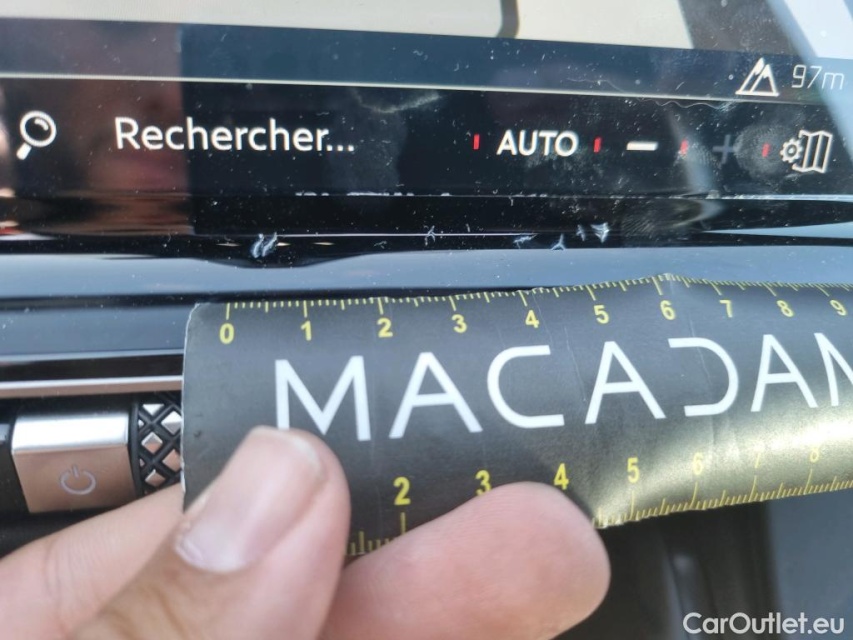 97m
Rechercher... AUTO − +
0 1 2 3 4 5 6 7 8 9
MACADAM
2 3 4 5 6 7 8
CarOutlet.eu